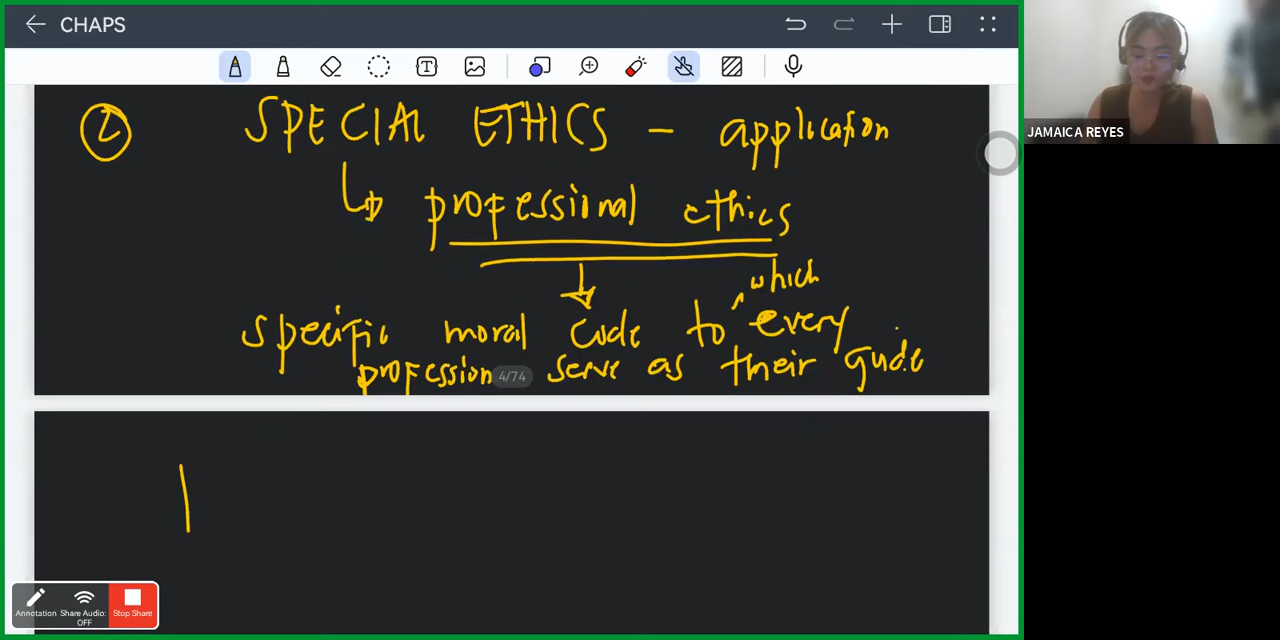 CHAPS
JAMAICA REYES
2 SPECIAL ETHICS - application
↳ professional ethics
which
specific moral code to ^ every
profession serve as their guide
4/74
Annotation Share Audio: OFF Stop Share